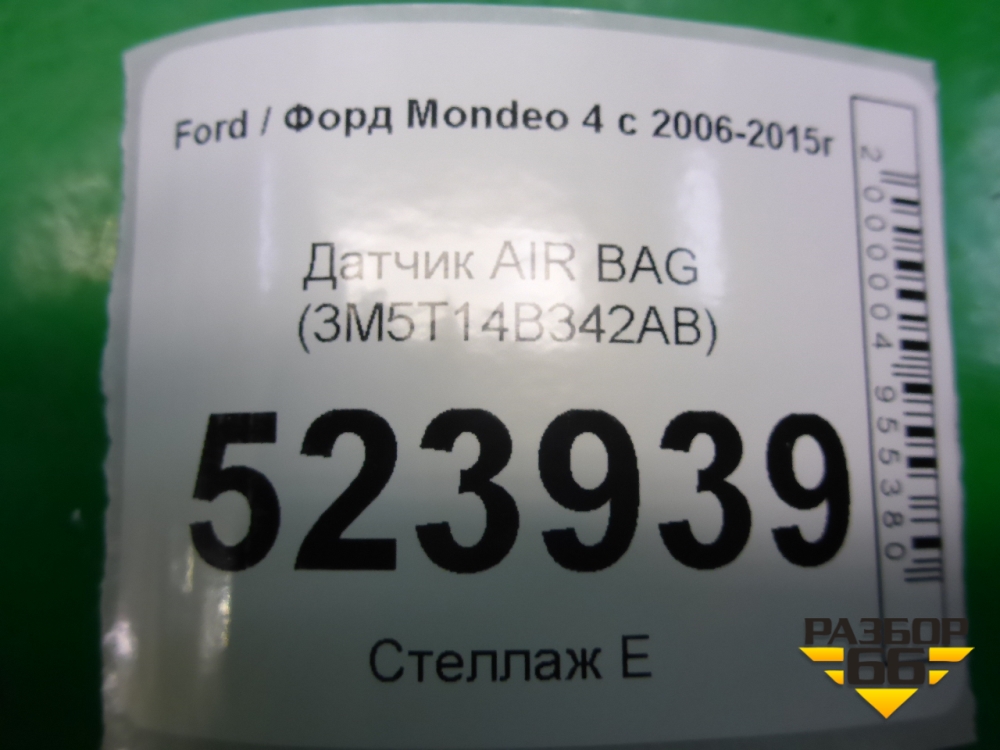 Ford / Форд Mondeo 4 с 2006-2015г
Датчик AIR BAG
(3M5T14B342AB)
523939
Стеллаж Е
2000004955380
РАЗБОР
66